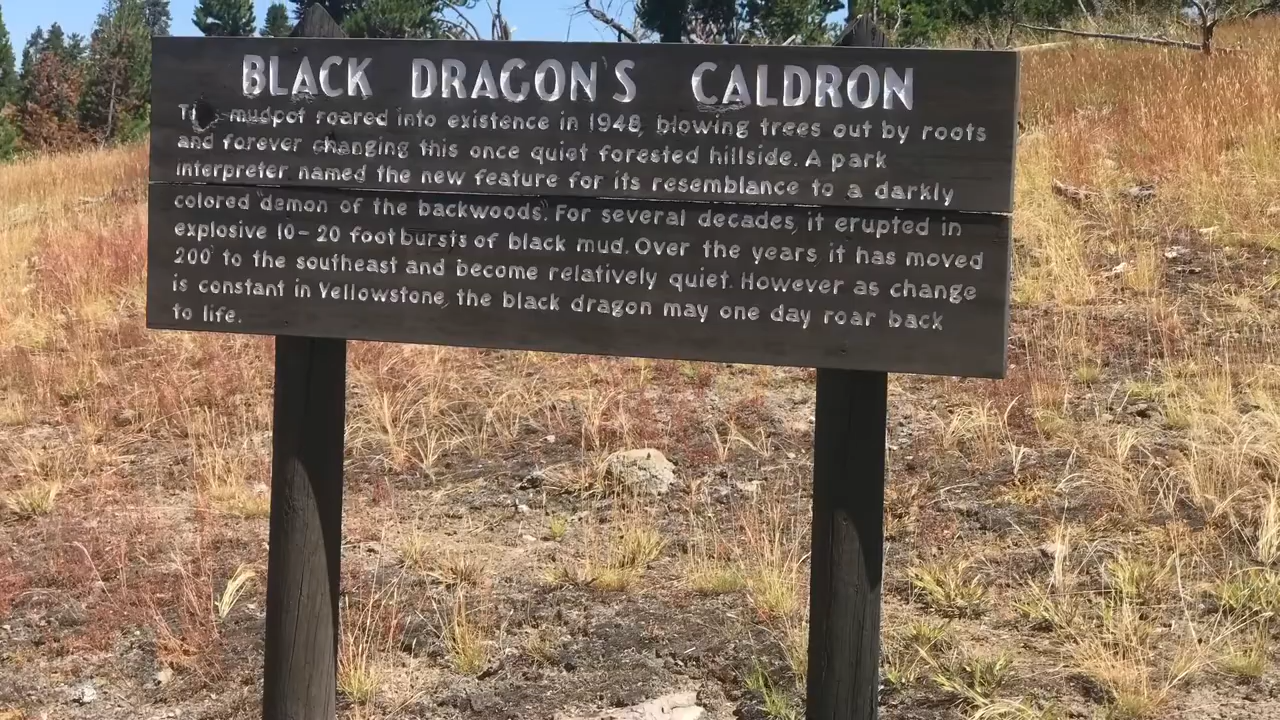 BLACK DRAGON'S CALDRON
mudpot roared into existence in 1948, blowing trees out by roots
and forever changing this once quiet forested hillside. A park
interpreter named the new feature for its resemblance to a darkly
colored "demon of the backwoods". For several decades, it erupted in
explosive 10-20 foot bursts of black mud. Over the years, it has moved
200' to the southeast and become relatively quiet. However as change
is constant in Yellowstone, the black dragon may one day roar back
to life.